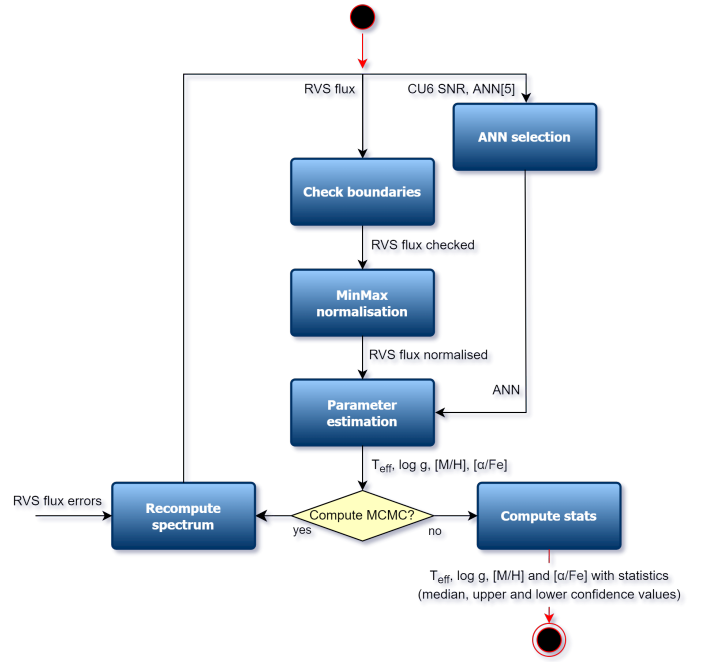 RVS flux
CU6 SNR, ANN[5]
ANN selection
Check boundaries
RVS flux checked
MinMax
normalisation
RVS flux normalised
ANN
Parameter
estimation
Teff, log g, [M/H], [α/Fe]
RVS flux errors
Recompute
spectrum
Compute MCMC?
yes
no
Compute stats
Teff, log g, [M/H] and [α/Fe] with statistics
(median, upper and lower confidence values)